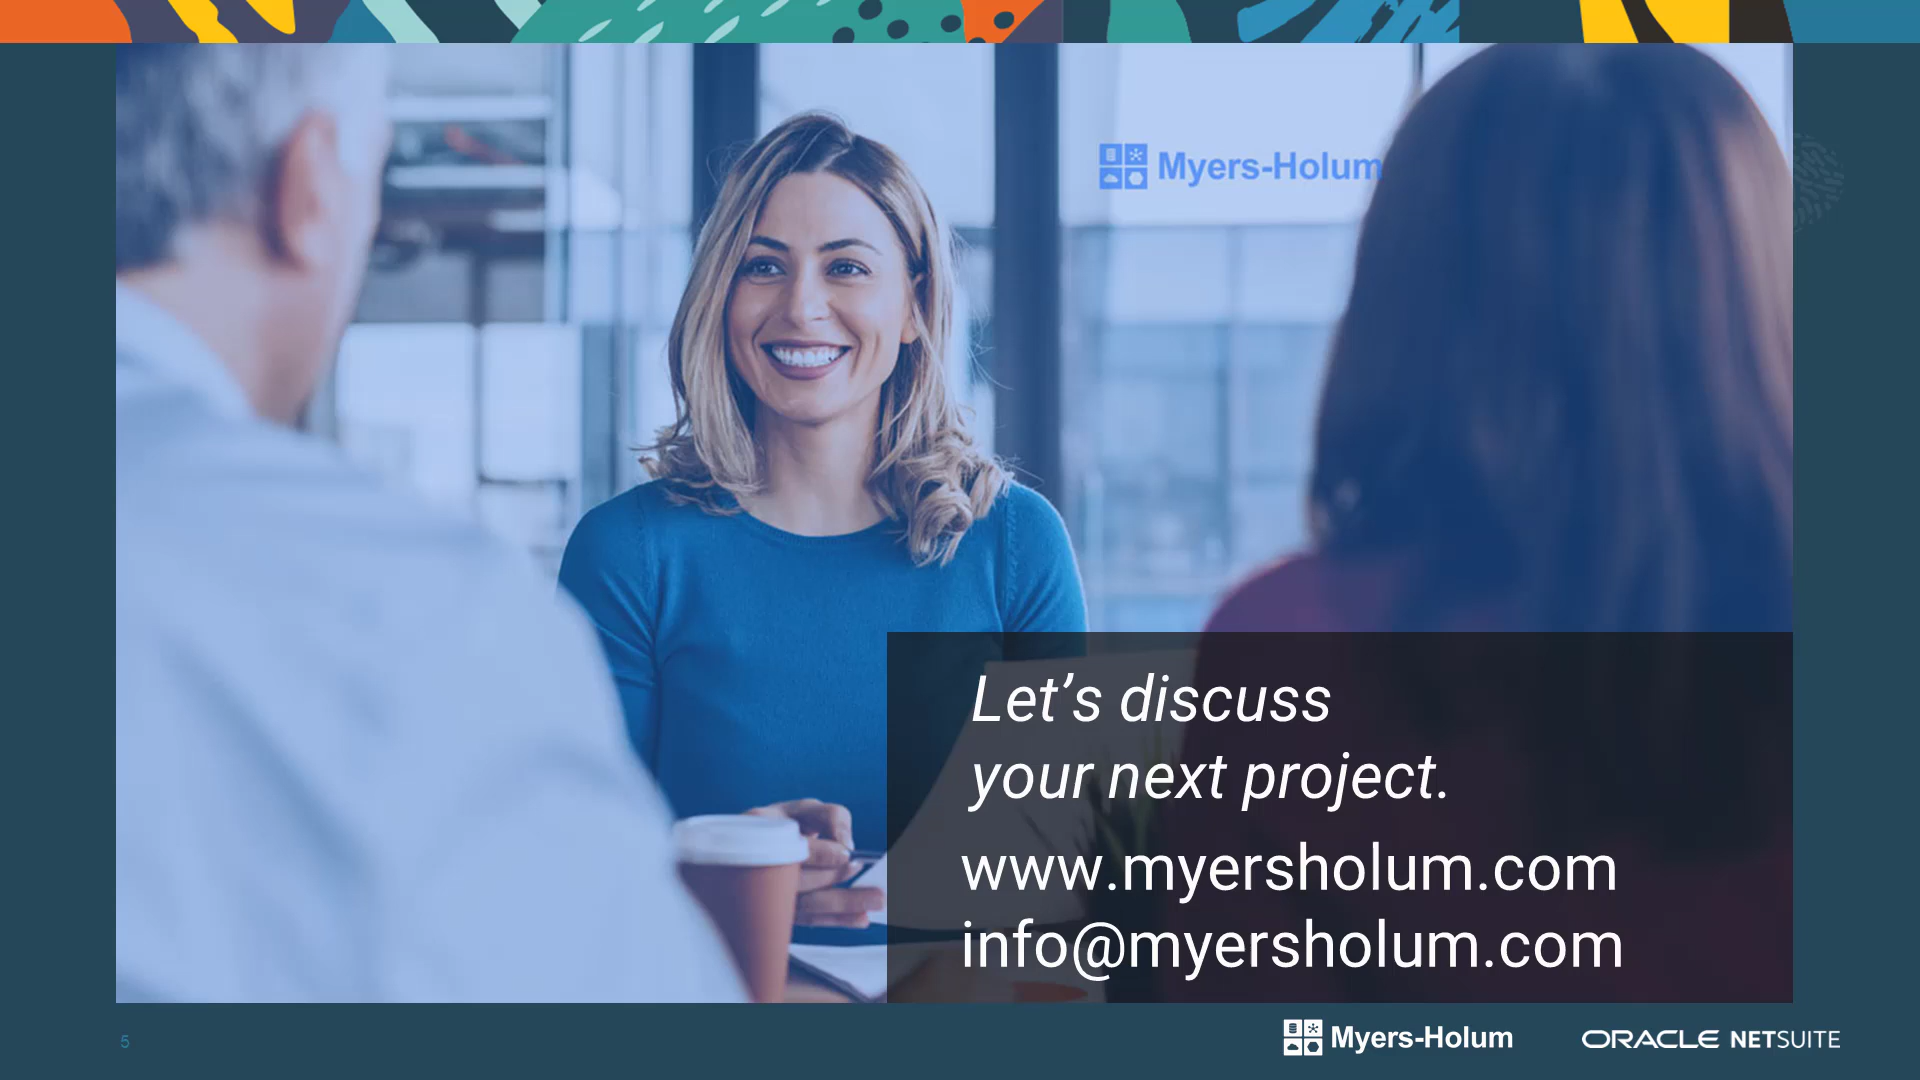 Myers-Holum
Let’s discuss
your next project.
www.myersholum.com
info@myersholum.com
5
Myers-Holum
ORACLE NETSUITE